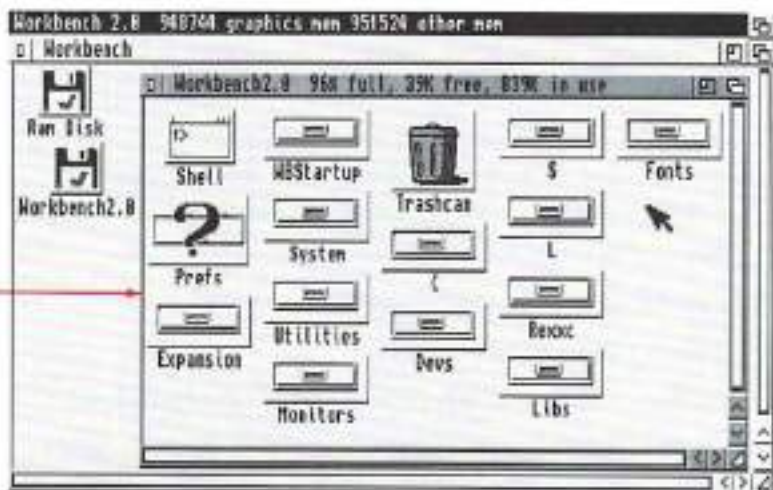 Workbench 2.0 940744 graphics mem 951524 other mem
Workbench
Workbench2.0 96% full, 39K free, 839K in use
Ram Disk
Workbench2.0
Shell
WBStartup
Trashcan
S
Fonts
Prefs
System
C
L
Expansion
Utilities
Devs
Rexxc
Monitors
Libs